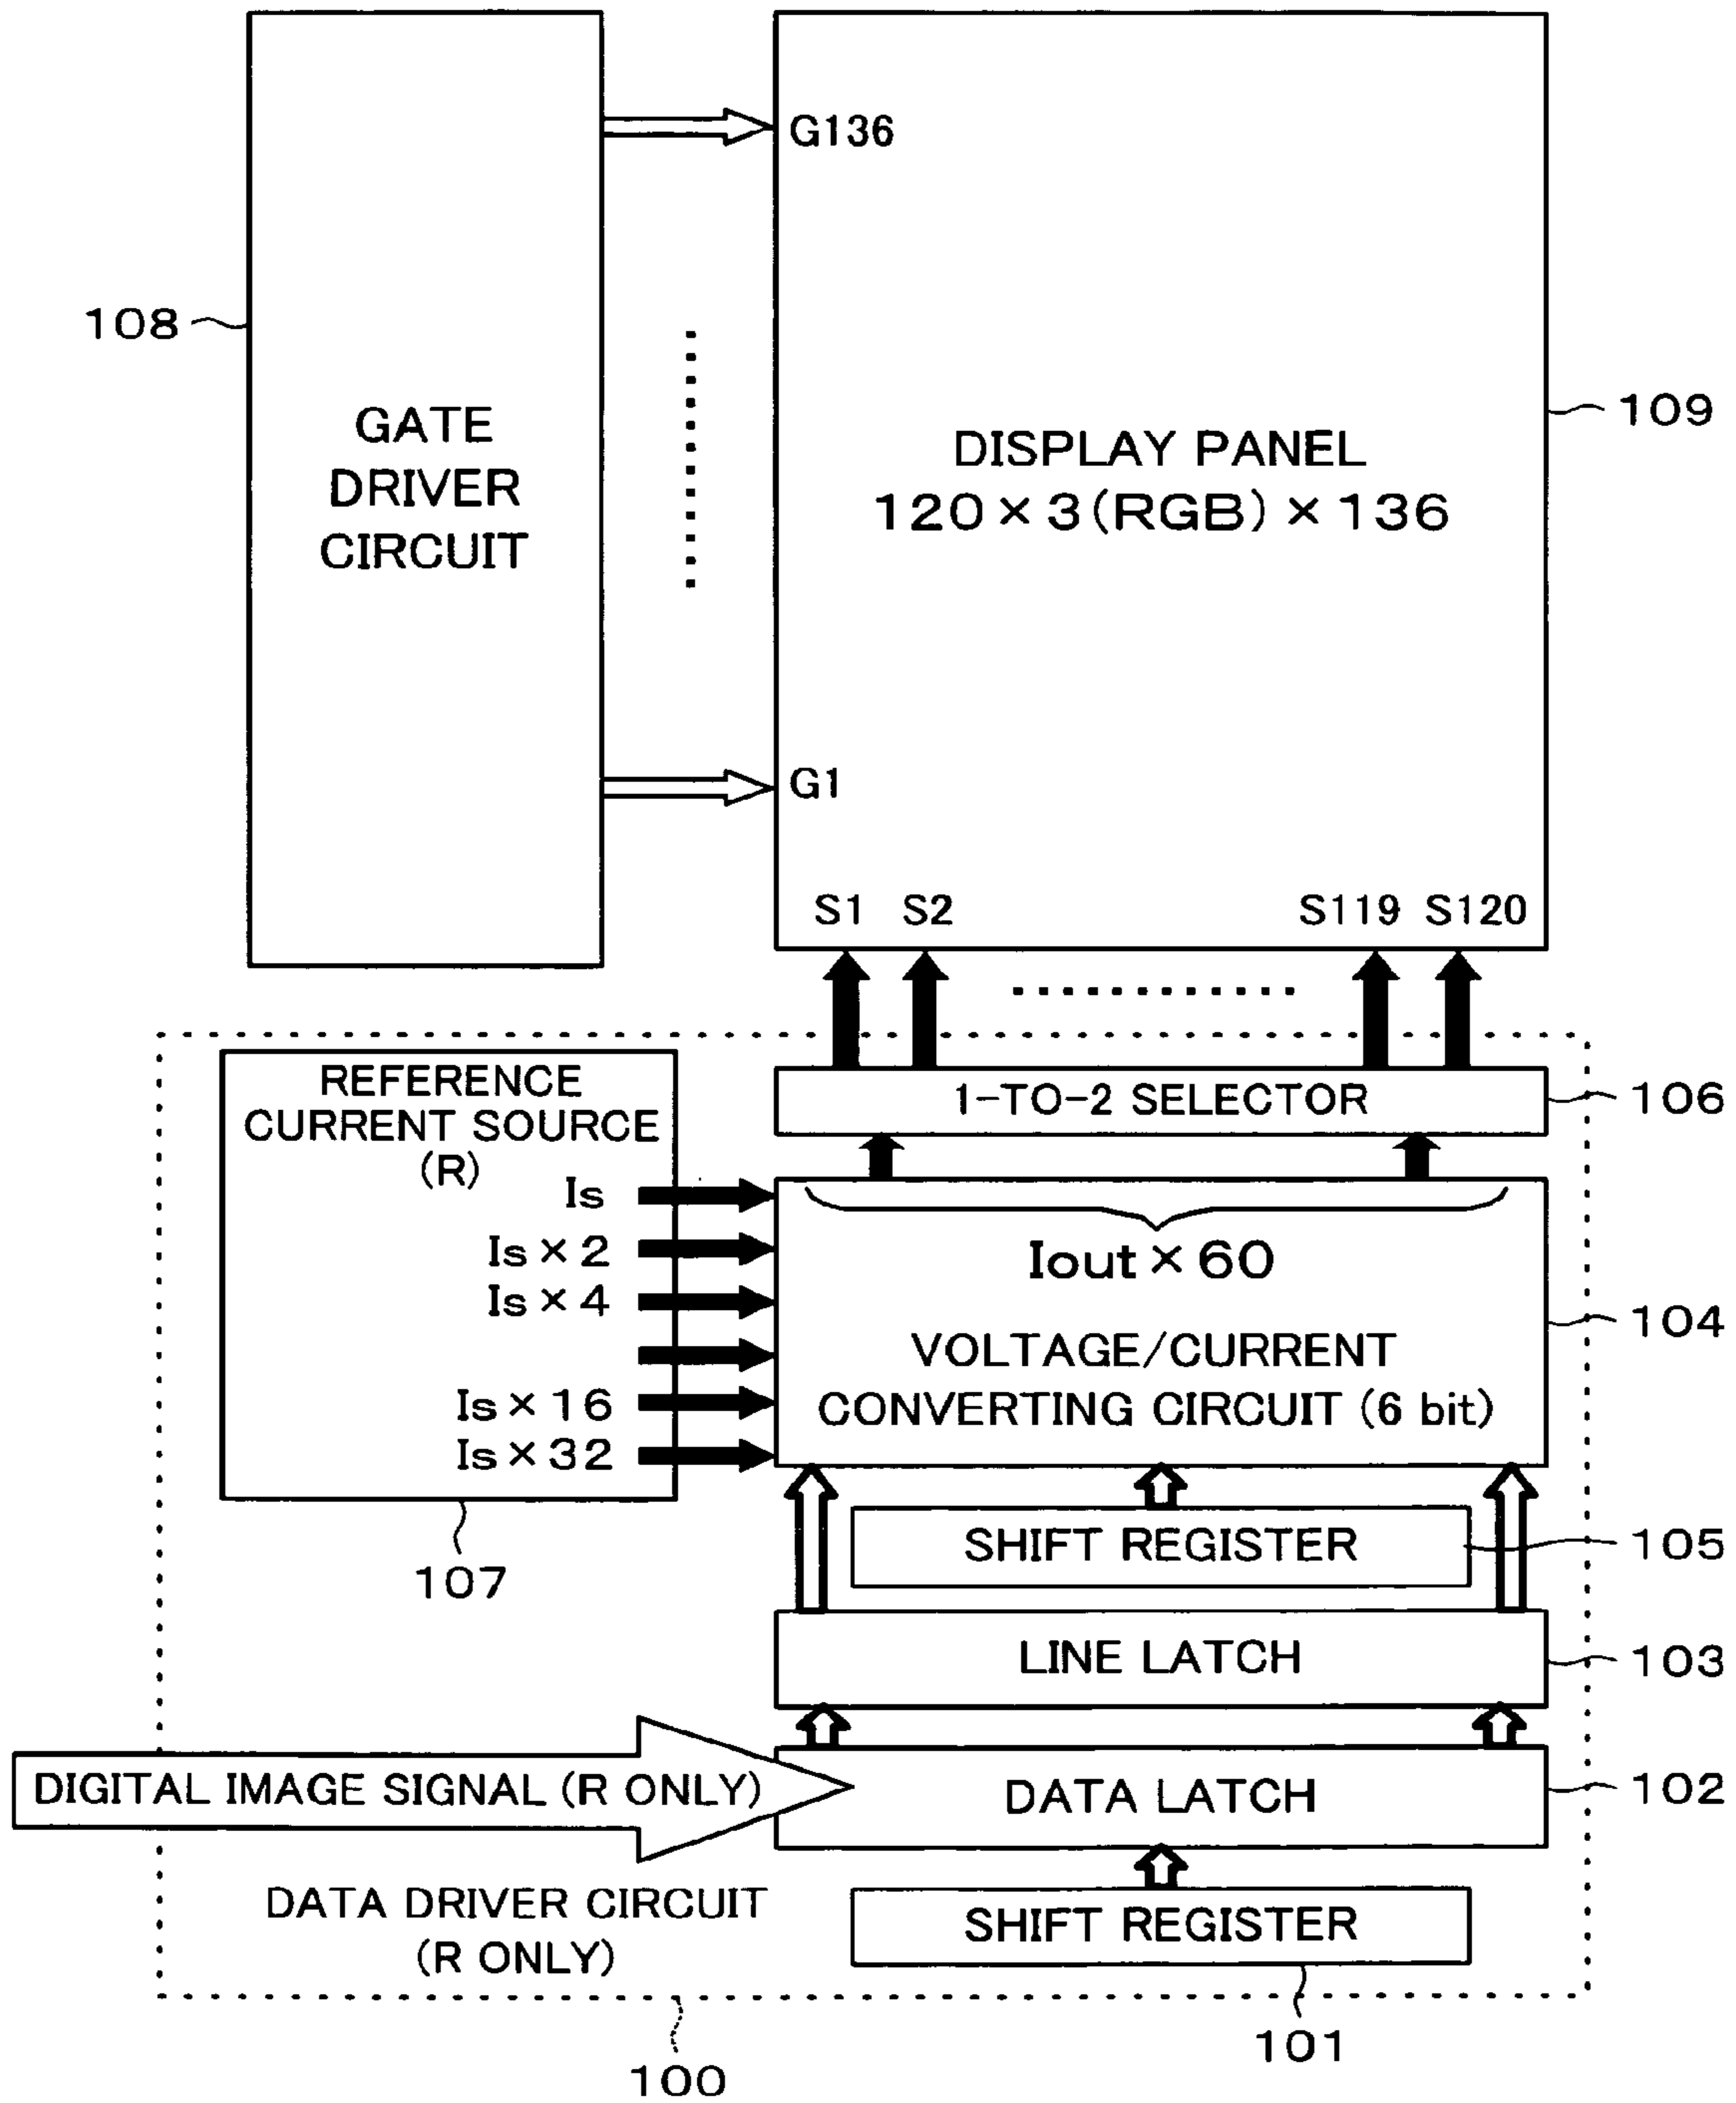 G136
108
GATE
DRIVER
CIRCUIT
109
DISPLAY PANEL
120×3(RGB)×136
G1
S1 S2 S119 S120
REFERENCE
CURRENT SOURCE
(R)
1-TO-2 SELECTOR
106
Is
Is×2
Is×4
Is×16
Is×32
Iout×60
VOLTAGE/CURRENT
CONVERTING CIRCUIT (6 bit)
104
107
SHIFT REGISTER
105
LINE LATCH
103
DIGITAL IMAGE SIGNAL (R ONLY)
DATA LATCH
102
DATA DRIVER CIRCUIT
(R ONLY)
SHIFT REGISTER
101
100